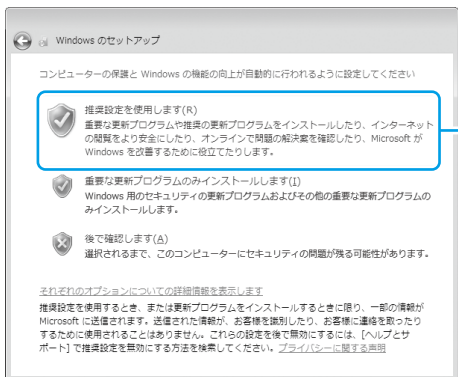 Windows のセットアップ
コンピューターの保護と Windows の機能の向上が自動的に行われるように設定してください
推奨設定を使用します(R)
重要な更新プログラムや推奨の更新プログラムをインストールしたり、インターネット
の閲覧をより安全にしたり、オンラインで問題の解決案を確認したり、Microsoft が
Windows を改善するために役立てたりします。
重要な更新プログラムのみインストールします(I)
Windows 用のセキュリティの更新プログラムおよびその他の重要な更新プログラムの
みインストールします。
後で確認します(A)
選択されるまで、このコンピューターにセキュリティの問題が残る可能性があります。
それぞれのオプションについての詳細情報を表示します
推奨設定を使用するとき、または更新プログラムをインストールするときに限り、一部の情報が
Microsoft に送信されます。送信された情報が、お客様を識別したり、お客様に連絡を取ったり
するために使用されることはありません。これらの設定を後で無効にするには、[ヘルプとサ
ポート] で推奨設定を無効にする方法を検索してください。プライバシーに関する声明